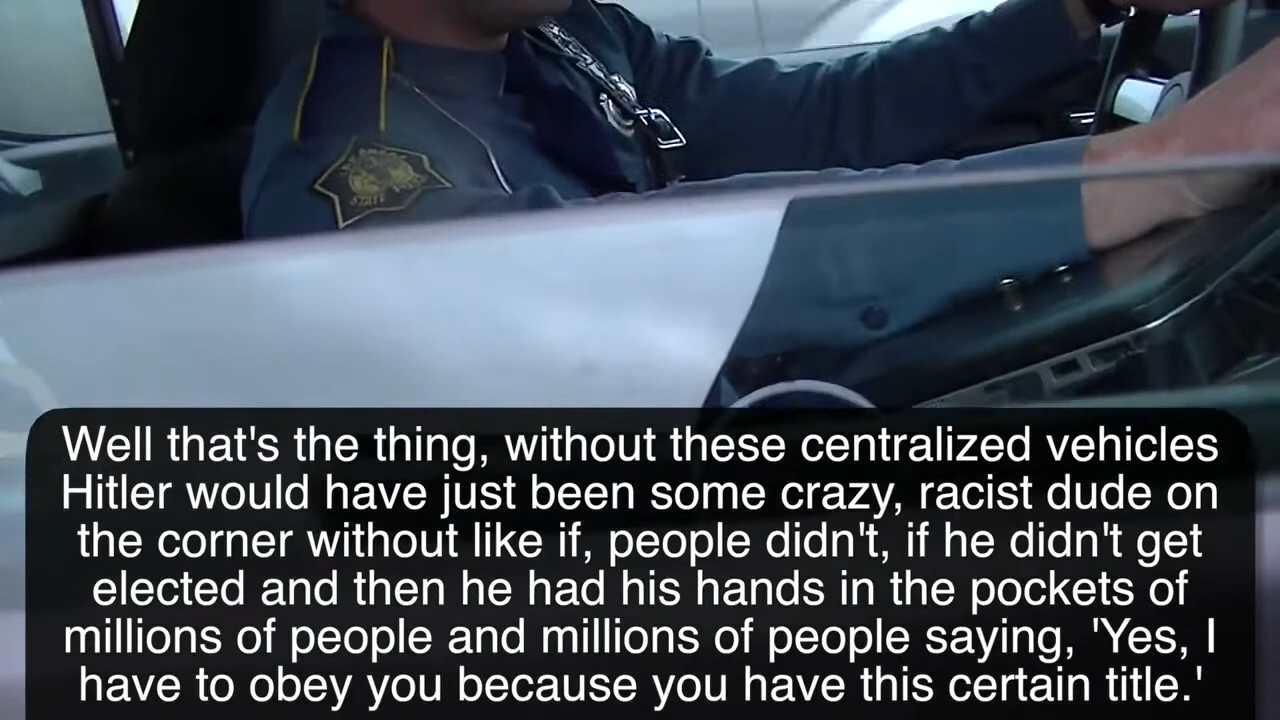 STATE
Well that's the thing, without these centralized vehicles
Hitler would have just been some crazy, racist dude on
the corner without like if, people didn't, if he didn't get
elected and then he had his hands in the pockets of
millions of people and millions of people saying, 'Yes, I
have to obey you because you have this certain title.'